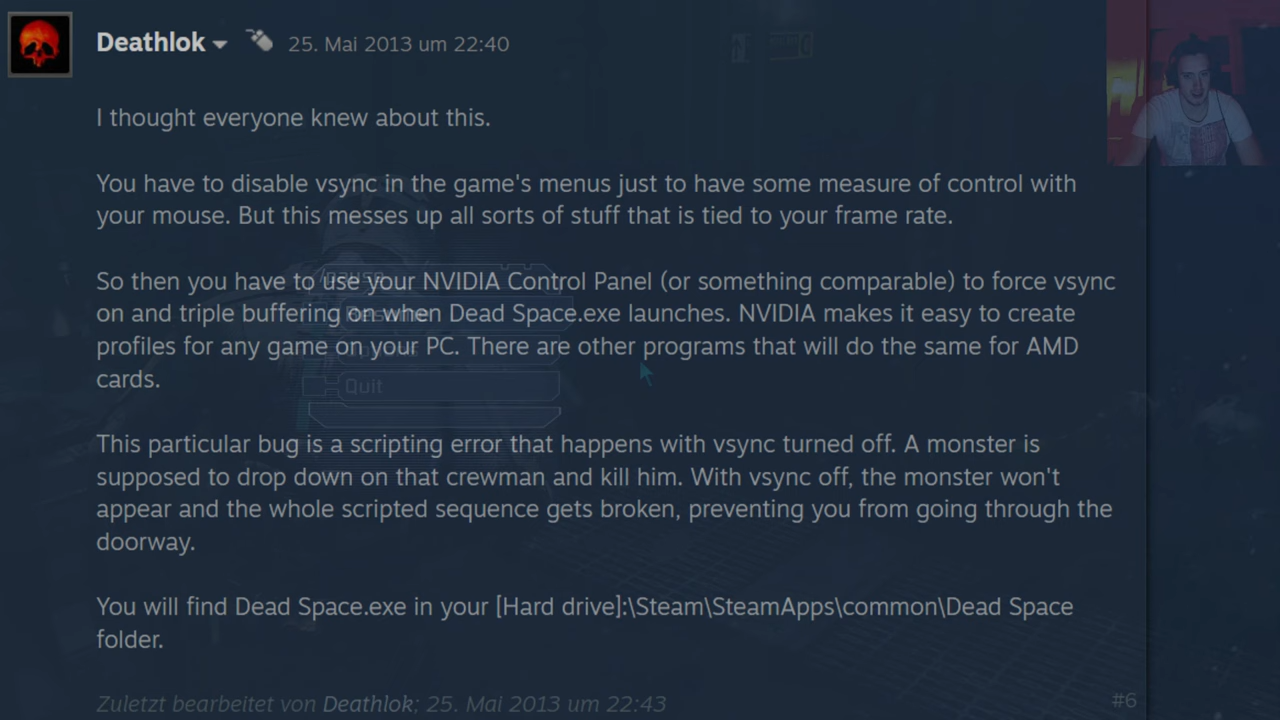 Deathlok 25. Mai 2013 um 22:40
I thought everyone knew about this.
You have to disable vsync in the game's menus just to have some measure of control with
your mouse. But this messes up all sorts of stuff that is tied to your frame rate.
So then you have to use your NVIDIA Control Panel (or something comparable) to force vsync
on and triple buffering on when Dead Space.exe launches. NVIDIA makes it easy to create
profiles for any game on your PC. There are other programs that will do the same for AMD
cards.
Quit
This particular bug is a scripting error that happens with vsync turned off. A monster is
supposed to drop down on that crewman and kill him. With vsync off, the monster won't
appear and the whole scripted sequence gets broken, preventing you from going through the
doorway.
You will find Dead Space.exe in your [Hard drive]:\Steam\SteamApps\common\Dead Space
folder.
Zuletzt bearbeitet von Deathlok; 25. Mai 2013 um 22:43
#6